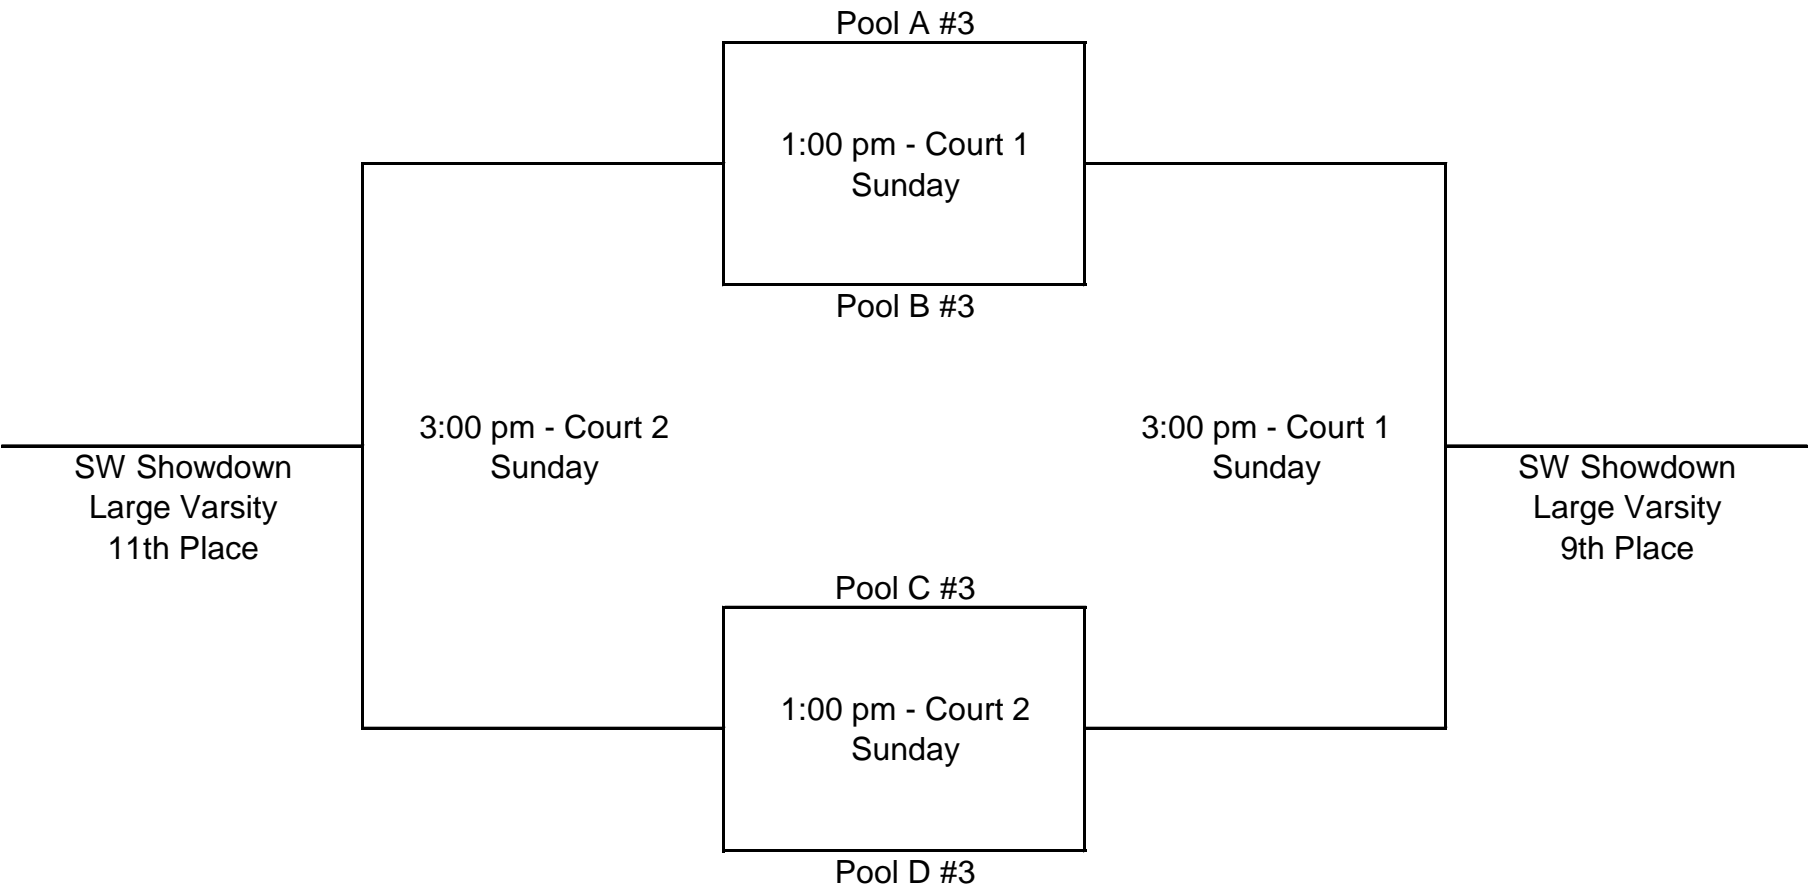 Pool A #3
1:00 pm - Court 1
Sunday
Pool B #3
3:00 pm - Court 2
Sunday
3:00 pm - Court 1
Sunday
SW Showdown
Large Varsity
11th Place
SW Showdown
Large Varsity
9th Place
Pool C #3
1:00 pm - Court 2
Sunday
Pool D #3